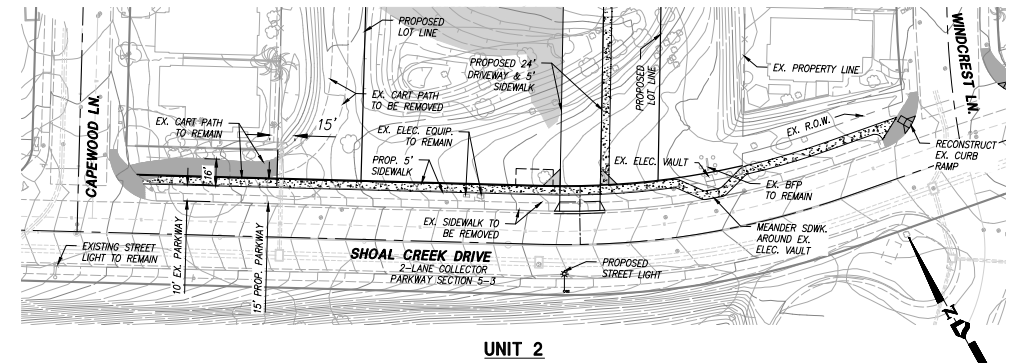 PROPOSED
LOT LINE
PROPOSED 24'
DRIVEWAY & 5'
SIDEWALK
PROPOSED
LOT LINE
EX. PROPERTY LINE
WINDCREST LN.
EX. CART PATH
TO BE REMOVED
EX. CART PATH
TO REMAIN
15'
EX. ELEC. EQUIP.
TO REMAIN
EX. R.O.W.
CAPEWOOD LN.
16'
PROP. 5'
SIDEWALK
EX. ELEC. VAULT
RECONSTRUCT
EX. CURB
RAMP
EX. BFP
TO REMAIN
EX. SIDEWALK TO
BE REMOVED
MEANDER SDWK.
AROUND EX.
ELEC. VAULT
EXISTING STREET
LIGHT TO REMAIN
10' EX. PARKWAY
15' PROP. PARKWAY
SHOAL CREEK DRIVE
2-LANE COLLECTOR
PARKWAY SECTION 5-3
PROPOSED
STREET LIGHT
N
UNIT 2